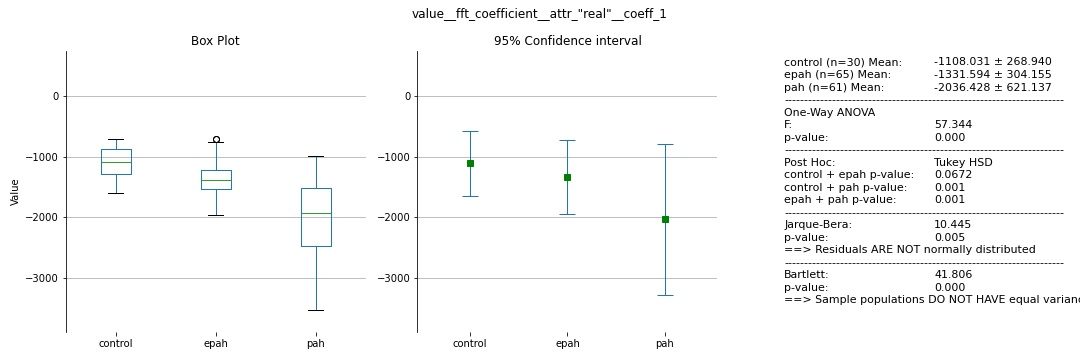 value__fft_coefficient__attr_"real"__coeff_1
Box Plot
Value
0
−1000
−2000
−3000
control
epah
pah
95% Confidence interval
0
−1000
−2000
−3000
control
epah
pah
control (n=30) Mean: -1108.031 ± 268.940
epah (n=65) Mean: -1331.594 ± 304.155
pah (n=61) Mean: -2036.428 ± 621.137
One-Way ANOVA
F: 57.344
p-value: 0.000
Post Hoc: Tukey HSD
control + epah p-value: 0.0672
control + pah p-value: 0.001
epah + pah p-value: 0.001
Jarque-Bera: 10.445
p-value: 0.005
==> Residuals ARE NOT normally distributed
Bartlett: 41.806
p-value: 0.000
==> Sample populations DO NOT HAVE equal varianc